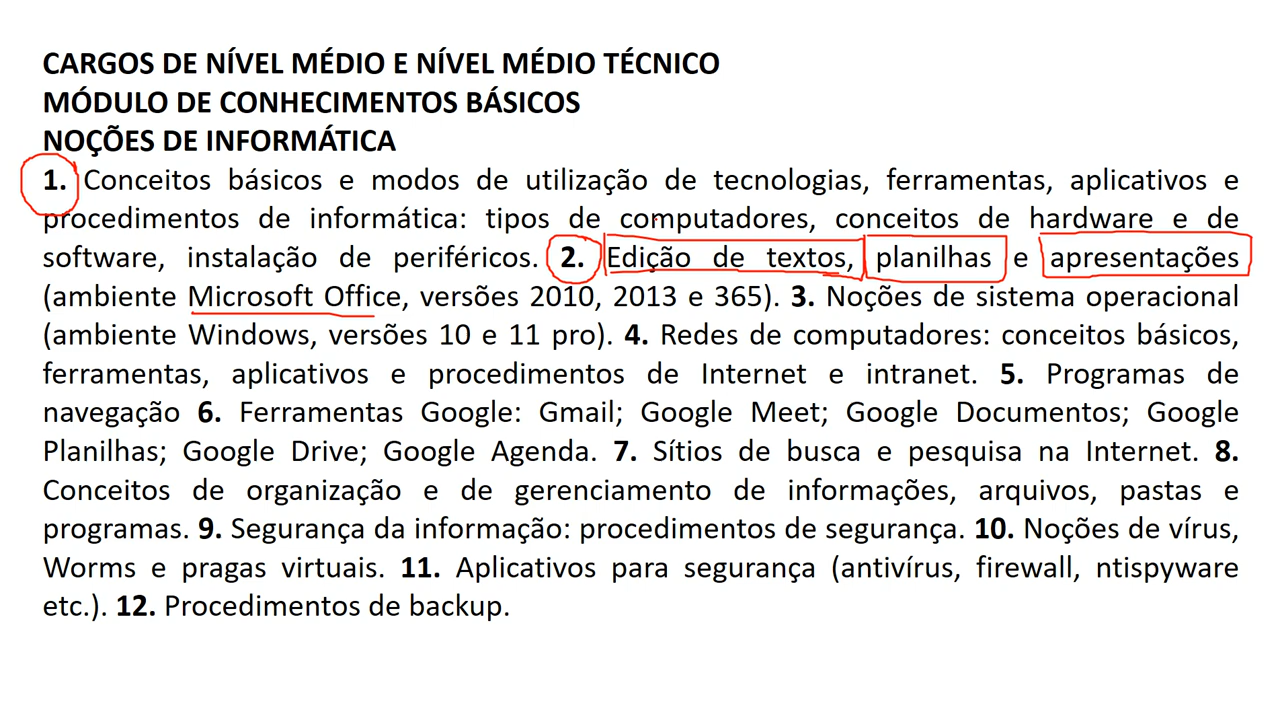 CARGOS DE NÍVEL MÉDIO E NÍVEL MÉDIO TÉCNICO
MÓDULO DE CONHECIMENTOS BÁSICOS
NOÇÕES DE INFORMÁTICA
1. Conceitos básicos e modos de utilização de tecnologias, ferramentas, aplicativos e
procedimentos de informática: tipos de computadores, conceitos de hardware e de
software, instalação de periféricos. 2. Edição de textos, planilhas e apresentações
(ambiente Microsoft Office, versões 2010, 2013 e 365). 3. Noções de sistema operacional
(ambiente Windows, versões 10 e 11 pro). 4. Redes de computadores: conceitos básicos,
ferramentas, aplicativos e procedimentos de Internet e intranet. 5. Programas de
navegação 6. Ferramentas Google: Gmail; Google Meet; Google Documentos; Google
Planilhas; Google Drive; Google Agenda. 7. Sítios de busca e pesquisa na Internet. 8.
Conceitos de organização e de gerenciamento de informações, arquivos, pastas e
programas. 9. Segurança da informação: procedimentos de segurança. 10. Noções de vírus,
Worms e pragas virtuais. 11. Aplicativos para segurança (antivírus, firewall, ntispyware
etc.). 12. Procedimentos de backup.